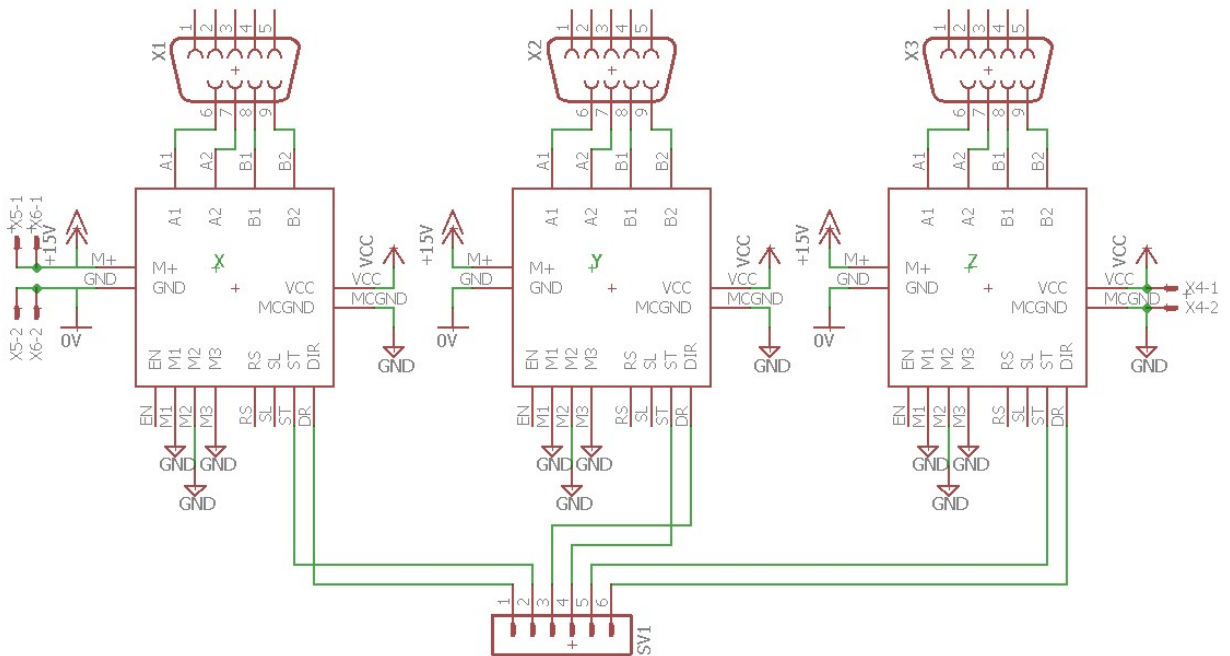 X1 1 2 3 4 5
X2 1 2 3 4 5
X3 1 2 3 4 5
6 7 8 9
6 7 8 9
6 7 8 9
A1 A2 B1 B2
A1 A2 B1 B2
A1 A2 B1 B2
A1 A2 B1 B2
A1 A2 B1 B2
A1 A2 B1 B2
X5-1 X6-1 +15V M+ M+ X VCC
+15V M+ M+ Y VCC
+15V M+ M+ Z VCC
GND GND VCC VCC
GND GND VCC VCC
GND GND VCC VCC X4-1
MCGND MCGND
MCGND MCGND
MCGND MCGND X4-2
X5-2 X6-2 0V GND
0V GND
0V GND
EN M1 M2 M3 RS SL ST DIR
EN M1 M2 M3 RS SL ST DIR
EN M1 M2 M3 RS SL ST DIR
EN M1 M2 M3 RS SL ST DR
EN M1 M2 M3 RS SL ST DR
EN M1 M2 M3 RS SL ST DR
GND GND
GND GND
GND GND
GND
GND
GND
1 2 3 4 5 6
SV1